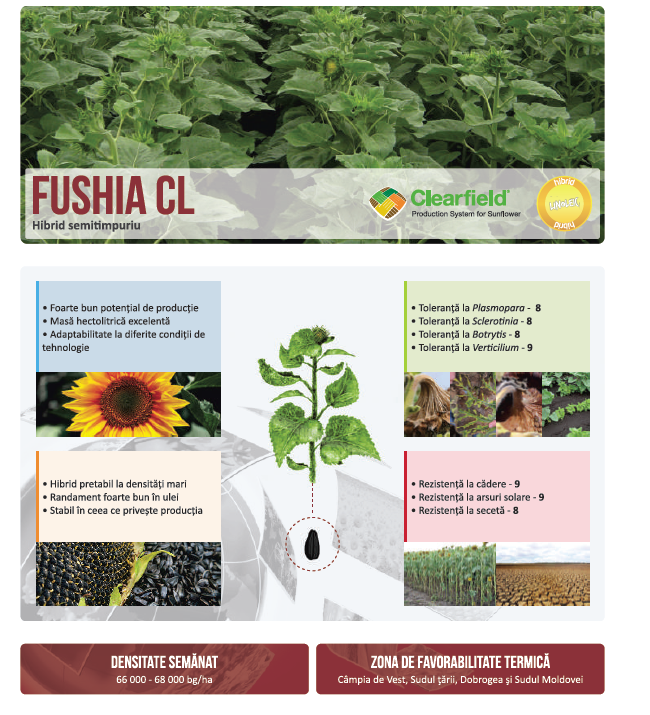 FUSHIA CL
Hibrid semitimpuriu
Clearfield®
Production System for Sunflower
hibrid
hibrid
• Foarte bun potențial de producție
• Masă hectolitrică excelentă
• Adaptabilitate la diferite condiții de
tehnologie
• Toleranță la Plasmopara - 8
• Toleranță la Sclerotinia - 8
• Toleranță la Botrytis - 8
• Toleranță la Verticilium - 9
• Hibrid pretabil la densități mari
• Randament foarte bun în ulei
• Stabil în ceea ce privește producția
• Rezistență la cădere - 9
• Rezistență la arsuri solare - 9
• Rezistență la secetă - 8
DENSITATE SEMĂNAT
66 000 - 68 000 bg/ha
ZONA DE FAVORABILITATE TERMICĂ
Câmpia de Vest, Sudul țării, Dobrogea și Sudul Moldovei